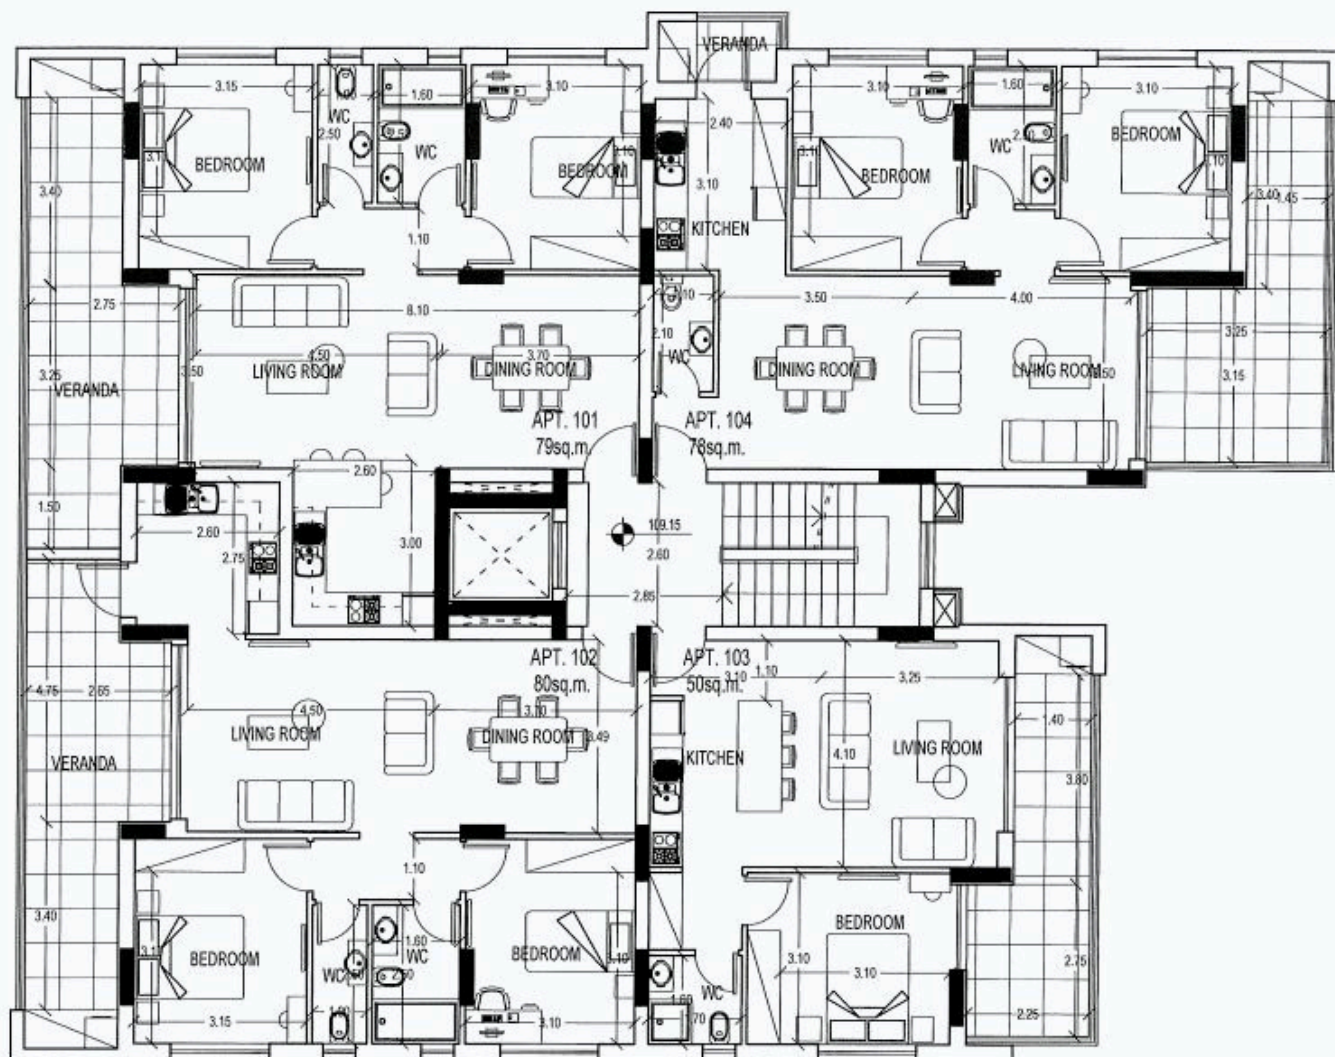 VERANDA
3.15
1.60
3.10
2.40
3.10
1.60
3.10
WC
2.50
WC
BEDROOM
BEDROOM
3.10
BEDROOM
WC
BEDROOM
3.40
1.10
KITCHEN
3.40
1.45
2.75
8.10
3.50
4.00
2.10
3.25
4.50
3.70
LIVING ROOM
DINING ROOM
WC
DINING ROOM
LIVING ROOM
3.25
VERANDA
3.50
3.15
APT. 101
79sq.m.
APT. 104
78sq.m.
2.60
1.50
2.60
2.75
3.00
109.15
2.60
2.85
APT. 102
80sq.m.
APT. 103
50sq.m.
3.10
1.10
3.25
4.75
2.65
4.50
3.49
1.40
LIVING ROOM
DINING ROOM
KITCHEN
4.10
LIVING ROOM
VERANDA
3.80
1.10
3.40
BEDROOM
1.60
WC
WC
BEDROOM
3.10
BEDROOM
3.10
3.10
2.75
WC
1.60
3.15
3.10
2.25